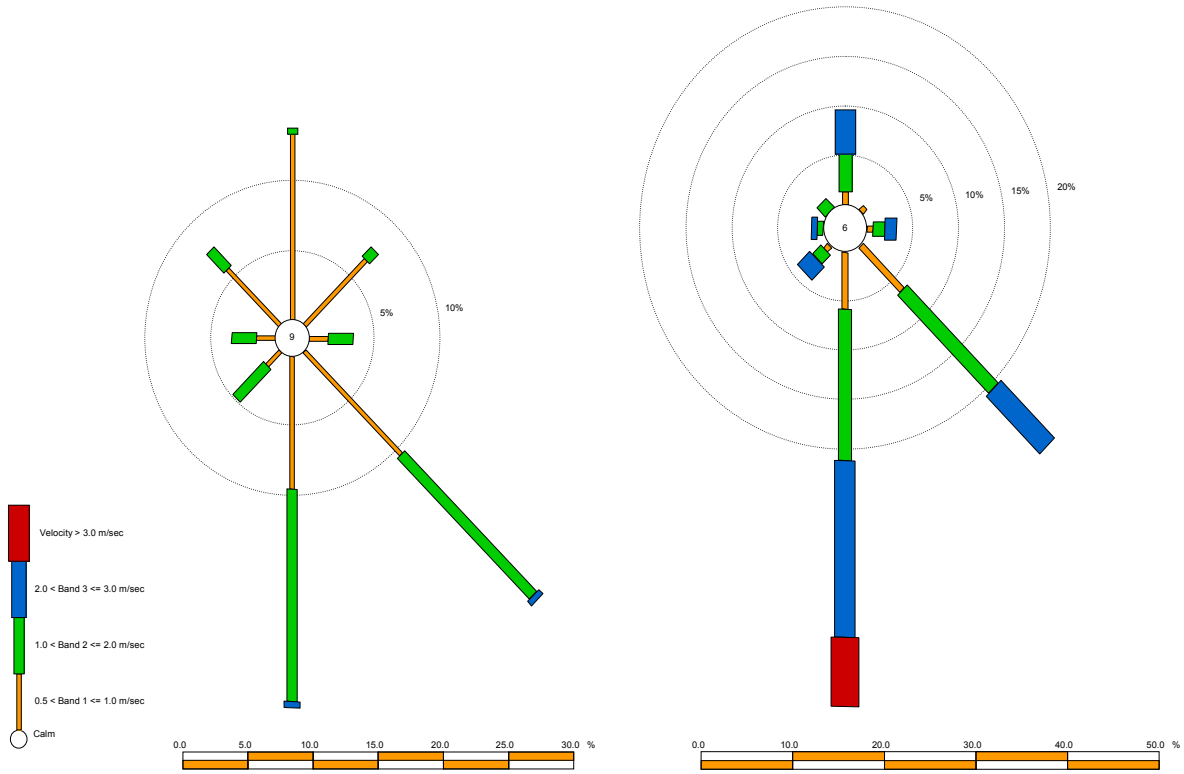 20%
15%
10%
5%
6
10%
5%
9
Velocity > 3.0 m/sec
2.0 < Band 3 <= 3.0 m/sec
1.0 < Band 2 <= 2.0 m/sec
0.5 < Band 1 <= 1.0 m/sec
Calm
0.0 5.0 10.0 15.0 20.0 25.0 30.0 %
0.0 10.0 20.0 30.0 40.0 50.0 %